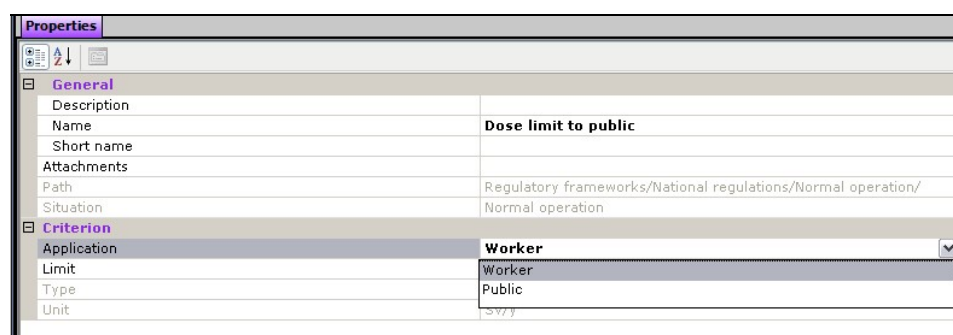 Properties
General
Description
Name Dose limit to public
Short name
Attachments
Path Regulatory frameworks/National regulations/Normal operation/
Situation Normal operation
Criterion
Application Worker
Limit Worker
Type Public
Unit Sv/y